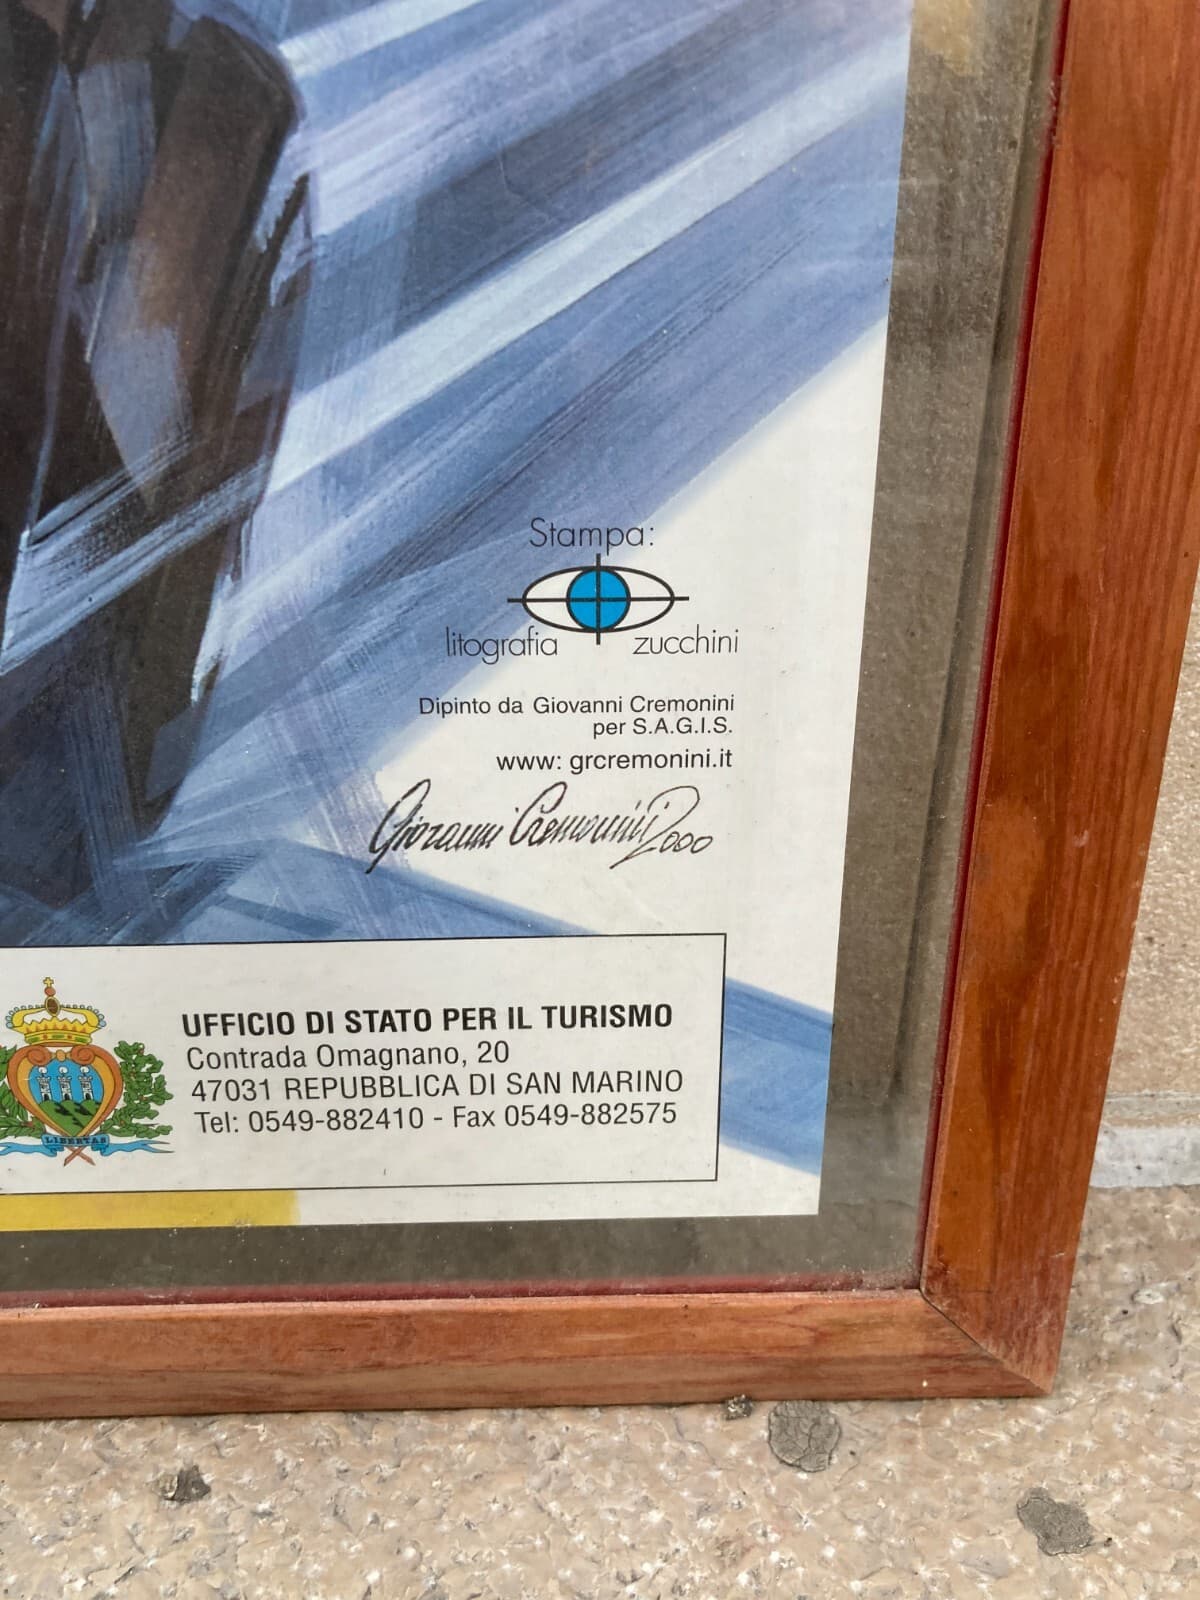 Stampa:
litografia zucchini
Dipinto da Giovanni Cremonini
per S.A.G.I.S.
www: grcremonini.it
Giovanni Cremonini 2000
UFFICIO DI STATO PER IL TURISMO
Contrada Omagnano, 20
47031 REPUBBLICA DI SAN MARINO
Tel: 0549-882410 - Fax 0549-882575
LIBERTAS